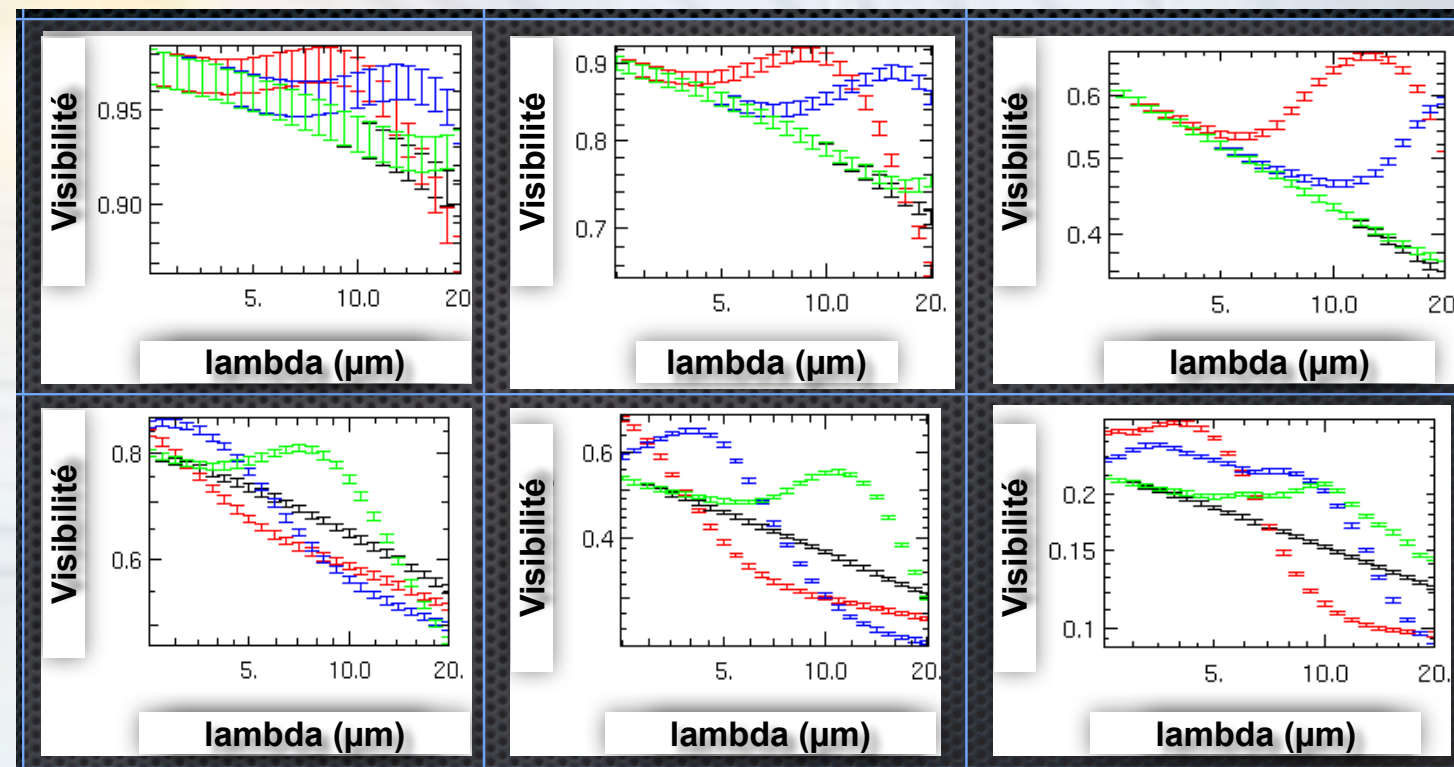 Visibilité
0.95
0.90
5. 10.0 20
lambda (µm)
Visibilité
0.9
0.8
0.7
5. 10.0 20.
lambda (µm)
Visibilité
0.6
0.5
0.4
5. 10.0 20
lambda (µm)
Visibilité
0.8
0.6
5. 10.0 20.
lambda (µm)
Visibilité
0.6
0.4
5. 10.0 20.
lambda (µm)
Visibilité
0.2
0.15
0.1
5. 10.0 20.
lambda (µm)